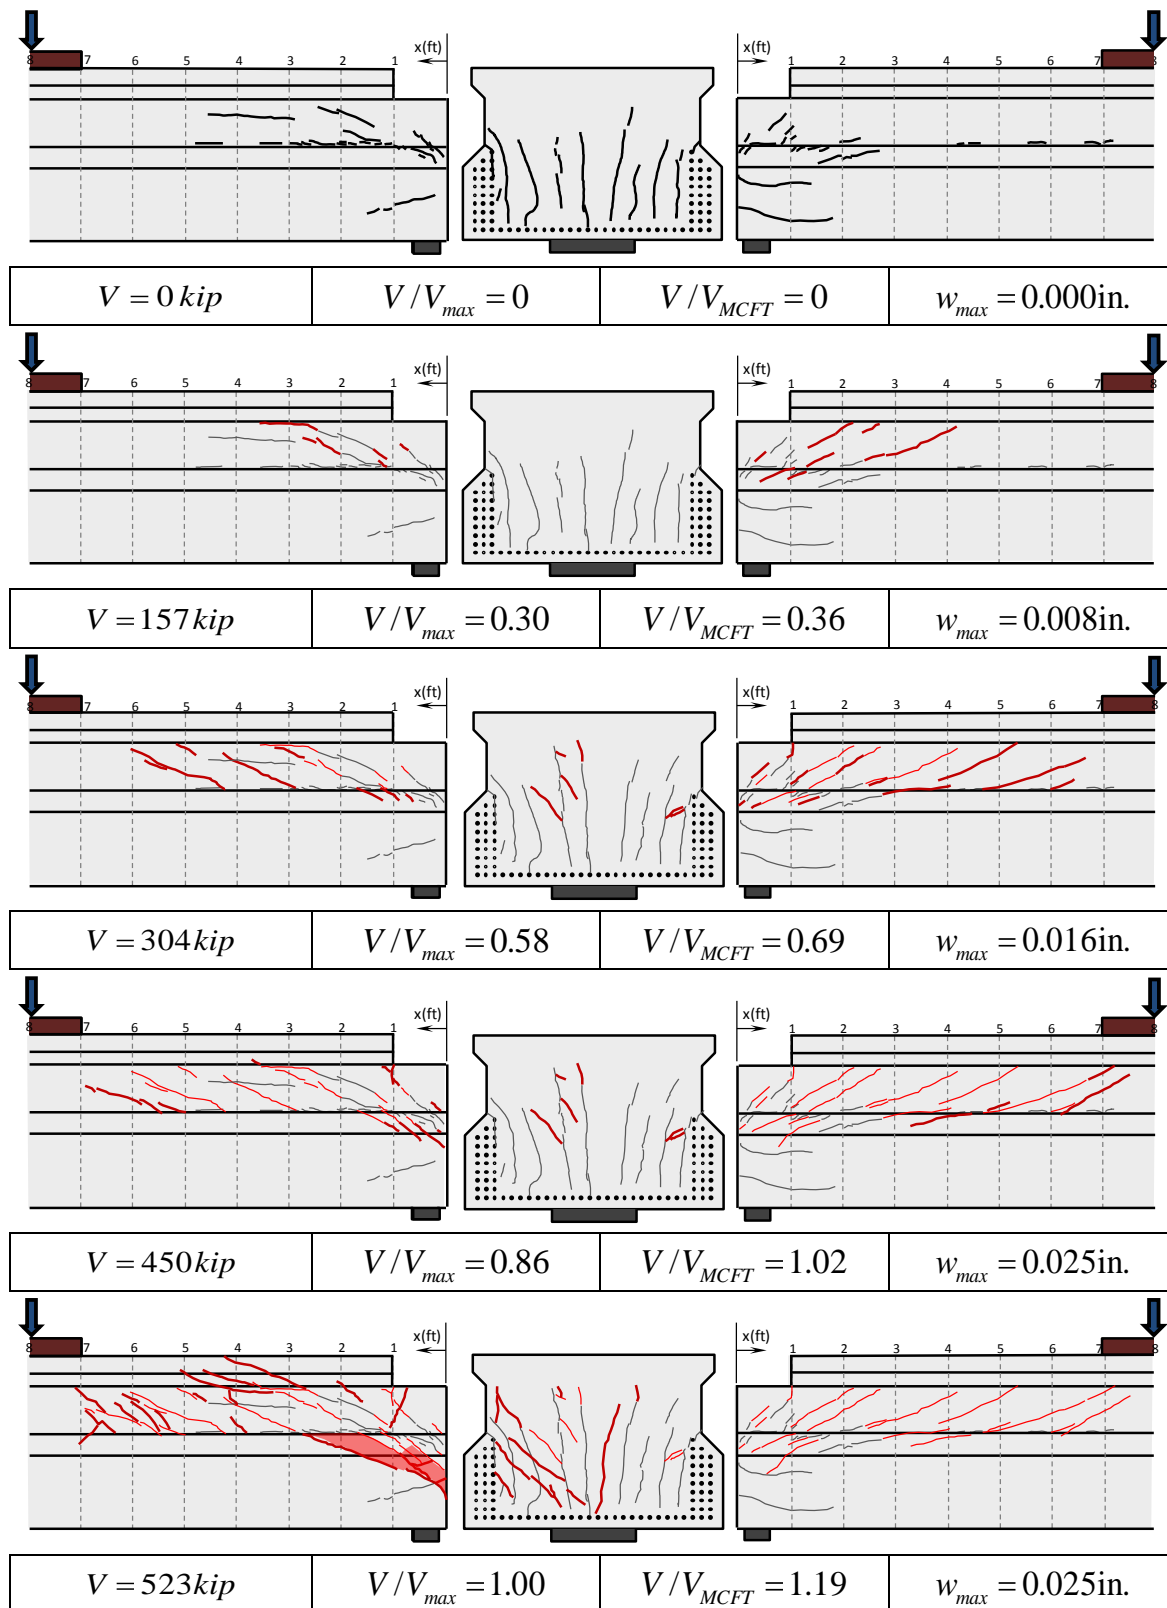 x(ft) x(ft)
8 7 6 5 4 3 2 1 1 2 3 4 5 6 7 8
V = 0 kip V/V_max = 0 V/V_MCFT = 0 w_max = 0.000in.
x(ft) x(ft)
8 7 6 5 4 3 2 1 1 2 3 4 5 6 7 8
V = 157 kip V/V_max = 0.30 V/V_MCFT = 0.36 w_max = 0.008in.
x(ft) x(ft)
8 7 6 5 4 3 2 1 1 2 3 4 5 6 7 8
V = 304 kip V/V_max = 0.58 V/V_MCFT = 0.69 w_max = 0.016in.
x(ft) x(ft)
8 7 6 5 4 3 2 1 1 2 3 4 5 6 7 8
V = 450 kip V/V_max = 0.86 V/V_MCFT = 1.02 w_max = 0.025in.
x(ft) x(ft)
8 7 6 5 4 3 2 1 1 2 3 4 5 6 7 8
V = 523 kip V/V_max = 1.00 V/V_MCFT = 1.19 w_max = 0.025in.